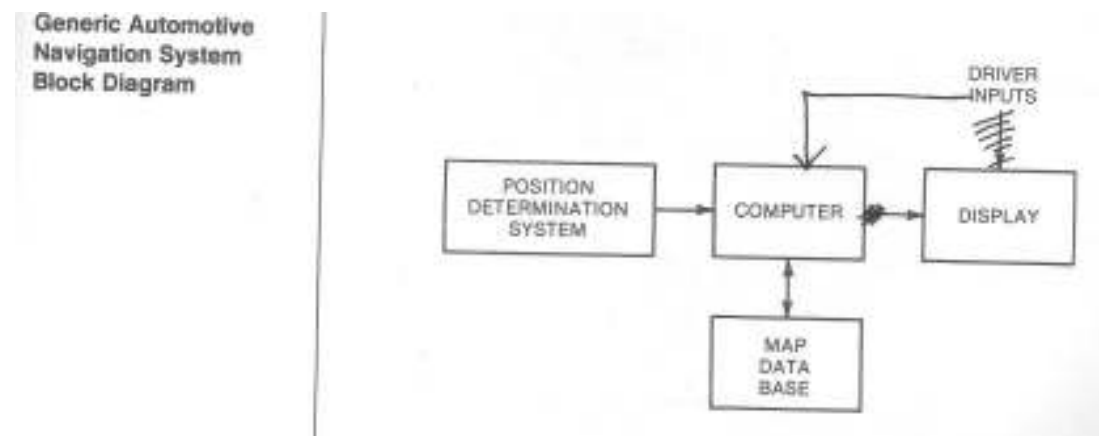 Generic Automotive
Navigation System
Block Diagram
DRIVER
INPUTS
POSITION
DETERMINATION
SYSTEM
COMPUTER
DISPLAY
MAP
DATA
BASE